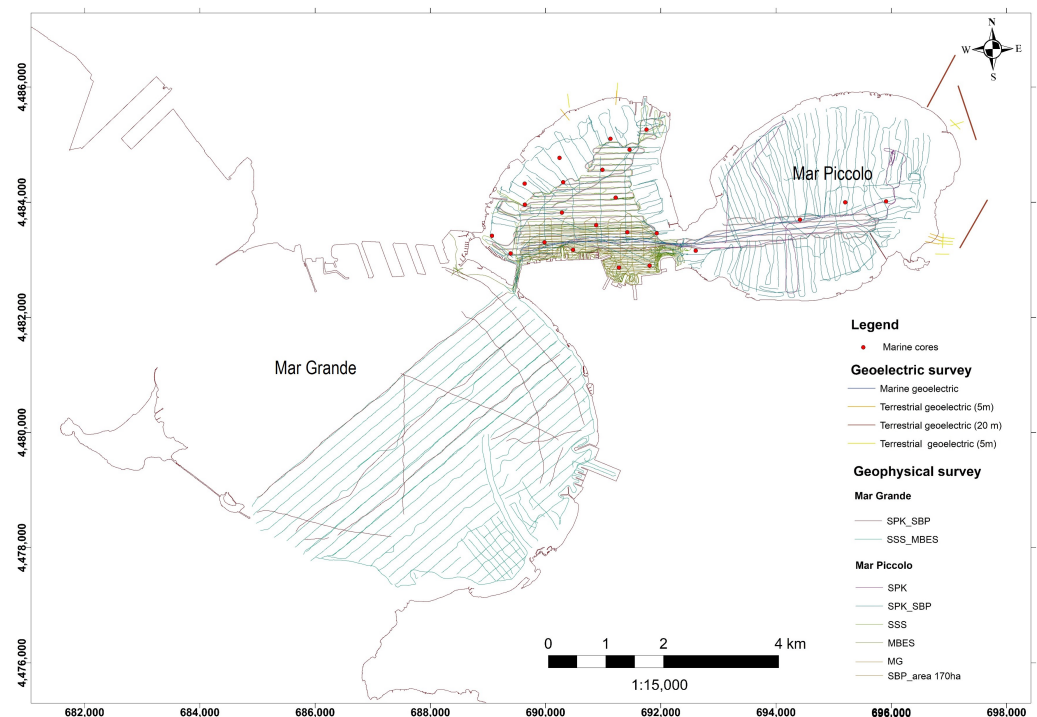 N
W E
S
4,486,000
4,484,000
4,482,000
4,480,000
4,478,000
4,476,000
Mar Piccolo
Mar Grande
Legend
Marine cores
Geoelectric survey
Marine geoelectric
Terrestrial geoelectric (5m)
Terrestrial geoelectric (20 m)
Terrestrial geoelectric (5m)
Geophysical survey
Mar Grande
SPK_SBP
SSS_MBES
Mar Piccolo
SPK
SPK_SBP
SSS
MBES
MG
SBP_area 170ha
0 1 2 4 km
1:15,000
682,000 684,000 686,000 688,000 690,000 692,000 694,000 696,000 698,000